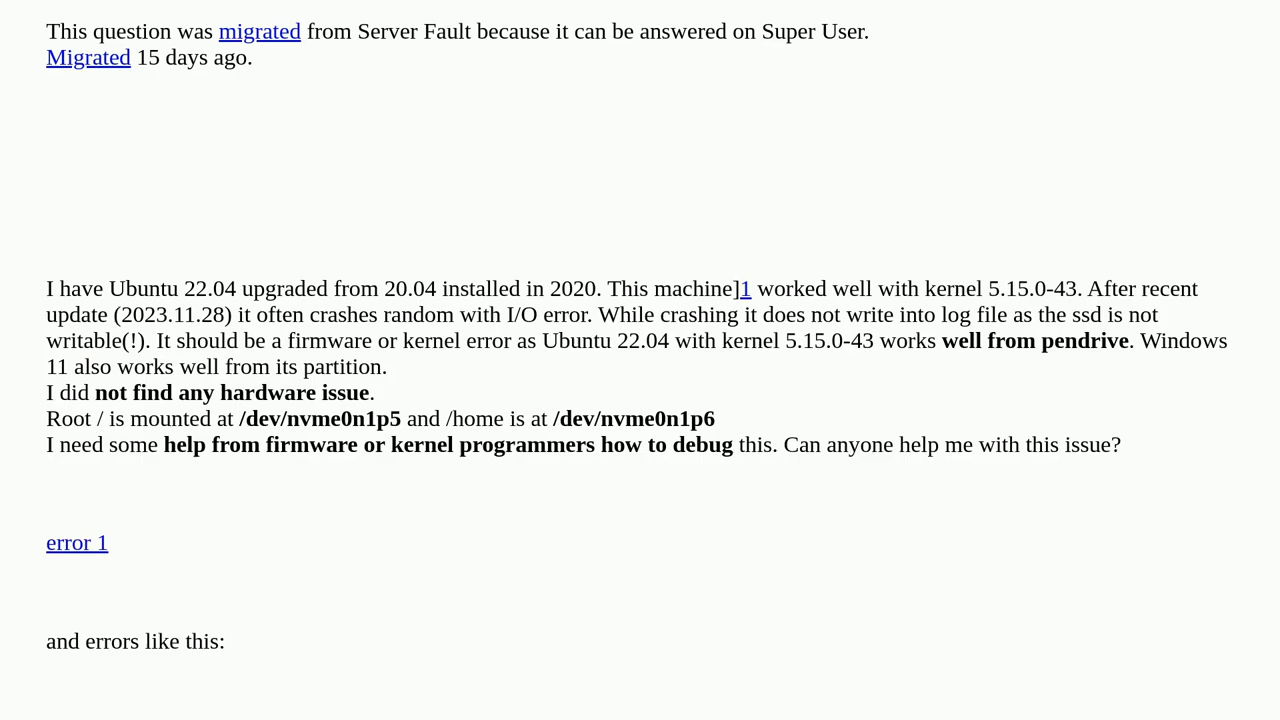 This question was migrated from Server Fault because it can be answered on Super User.
Migrated 15 days ago.
I have Ubuntu 22.04 upgraded from 20.04 installed in 2020. This machine]1 worked well with kernel 5.15.0-43. After recent
update (2023.11.28) it often crashes random with I/O error. While crashing it does not write into log file as the ssd is not
writable(!). It should be a firmware or kernel error as Ubuntu 22.04 with kernel 5.15.0-43 works well from pendrive. Windows
11 also works well from its partition.
I did not find any hardware issue.
Root / is mounted at /dev/nvme0n1p5 and /home is at /dev/nvme0n1p6
I need some help from firmware or kernel programmers how to debug this. Can anyone help me with this issue?
error 1
and errors like this: